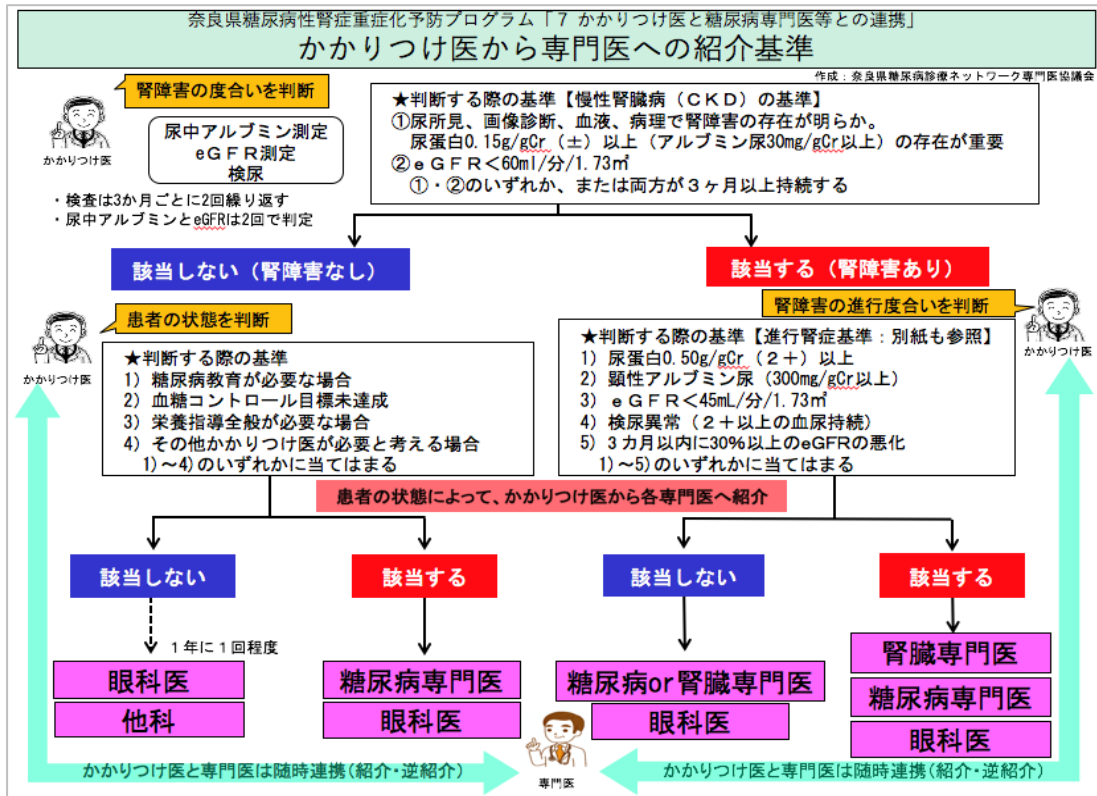 奈良県糖尿病性腎症重症化予防プログラム「７ かかりつけ医と糖尿病専門医等との連携」
かかりつけ医から専門医への紹介基準
作成：奈良県糖尿病診療ネットワーク専門医協議会
腎障害の度合いを判断
かかりつけ医
尿中アルブミン測定
ｅＧＦＲ測定
検尿
・検査は3か月ごとに2回繰り返す
・尿中アルブミンとeGFRは2回で判定
★判断する際の基準【慢性腎臓病（ＣＫＤ）の基準】
①尿所見、画像診断、血液、病理で腎障害の存在が明らか。
尿蛋白0.15g/gCr（±）以上（アルブミン尿30mg/gCr以上）の存在が重要
②ｅＧＦＲ＜60ml/分/1.73㎡
①・②のいずれか、または両方が３ヶ月以上持続する
該当しない（腎障害なし）
該当する（腎障害あり）
患者の状態を判断
かかりつけ医
★判断する際の基準
1) 糖尿病教育が必要な場合
2) 血糖コントロール目標未達成
3) 栄養指導全般が必要な場合
4) その他かかりつけ医が必要と考える場合
1)～4)のいずれかに当てはまる
腎障害の進行度合いを判断
かかりつけ医
★判断する際の基準【進行腎症基準：別紙も参照】
1) 尿蛋白0.50g/gCr（２＋）以上
2) 顕性アルブミン尿（300mg/gCr以上）
3) ｅＧＦＲ＜45mL/分/1.73㎡
4) 検尿異常（２＋以上の血尿持続）
5) ３カ月以内に30％以上のeGFRの悪化
1)～5)のいずれかに当てはまる
患者の状態によって、かかりつけ医から各専門医へ紹介
該当しない
該当する
該当しない
該当する
１年に１回程度
眼科医
他科
糖尿病専門医
眼科医
糖尿病or腎臓専門医
眼科医
腎臓専門医
糖尿病専門医
眼科医
かかりつけ医と専門医は随時連携（紹介・逆紹介）
専門医
かかりつけ医と専門医は随時連携（紹介・逆紹介）